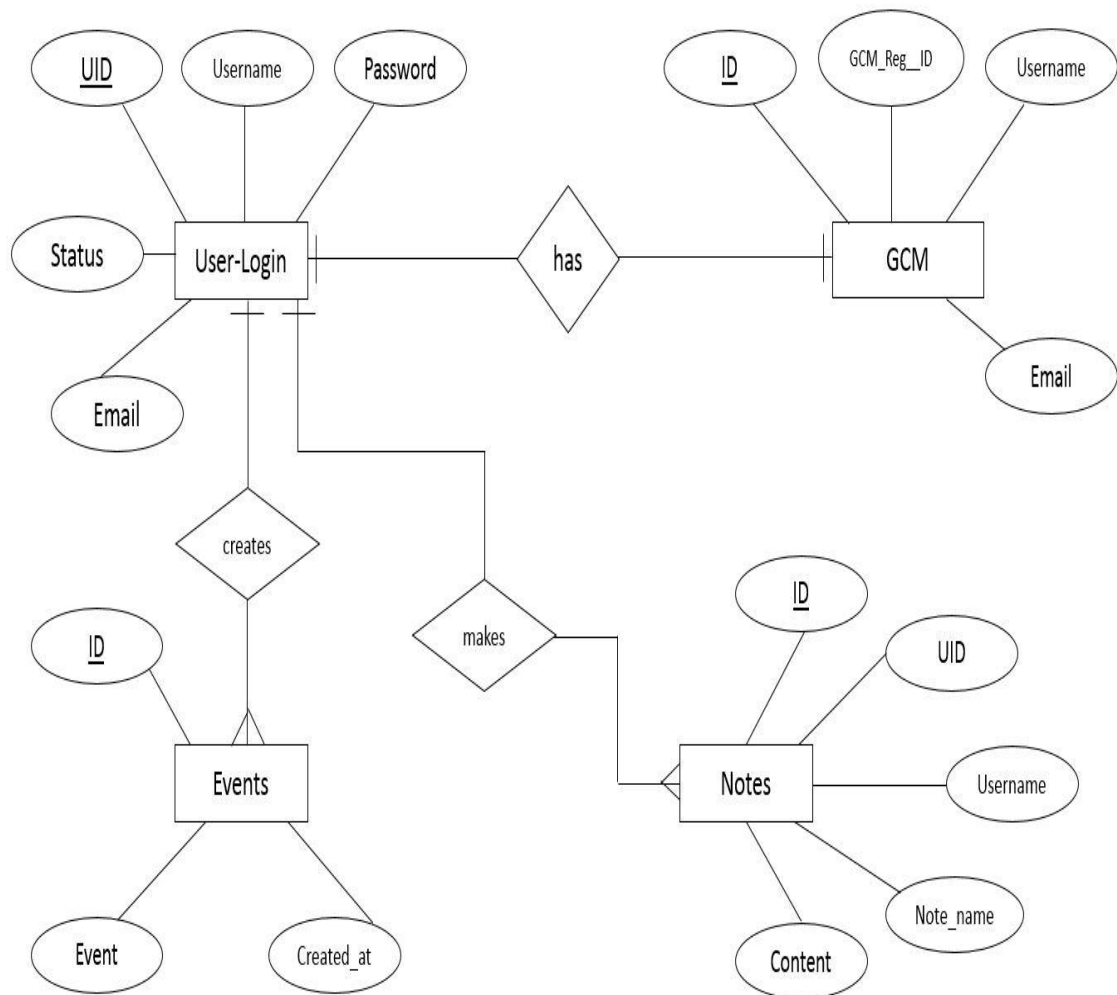 UID
Username
Password
ID
GCM_Reg__ID
Username
Status
User-Login
has
GCM
Email
Email
creates
makes
ID
ID
UID
Events
Notes
Username
Event
Created_at
Note_name
Content